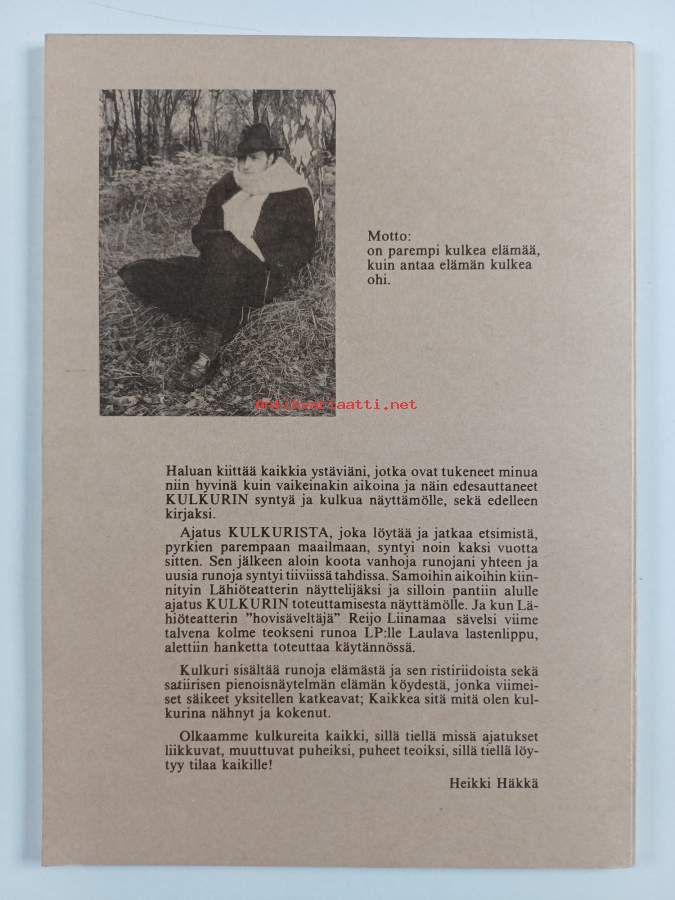 Motto:
on parempi kulkea elämää,
kuin antaa elämän kulkea
ohi.
Antikvariaatti.net
Haluan kiittää kaikkia ystäviäni, jotka ovat tukeneet minua
niin hyvinä kuin vaikeinakin aikoina ja näin edesauttaneet
KULKURIN syntyä ja kulkua näyttämölle, sekä edelleen
kirjaksi.
Ajatus KULKURISTA, joka löytää ja jatkaa etsimistä,
pyrkien parempaan maailmaan, syntyi noin kaksi vuotta
sitten. Sen jälkeen aloin koota vanhoja runojani yhteen ja
uusia runoja syntyi tiiviissä tahdissa. Samoihin aikoihin kiin-
nityin Lähiöteatterin näyttelijäksi ja silloin pantiin alulle
ajatus KULKURIN toteuttamisesta näyttämölle. Ja kun Lä-
hiöteatterin "hovisäveltäjä" Reijo Liinamaa sävelsi viime
talvena kolme teokseni runoa LP:lle Laulava lastenlippu,
alettiin hanketta toteuttaa käytännössä.
Kulkuri sisältää runoja elämästä ja sen ristiriidoista sekä
satiirisen pienoisnäytelmän elämän köydestä, jonka viimei-
set säikeet yksitellen katkeavat; Kaikkea sitä mitä olen kul-
kurina nähnyt ja kokenut.
Olkaamme kulkureita kaikki, sillä tiellä missä ajatukset
liikkuvat, muuttuvat puheiksi, puheet teoiksi, sillä tiellä löy-
tyy tilaa kaikille!
Heikki Häkkä